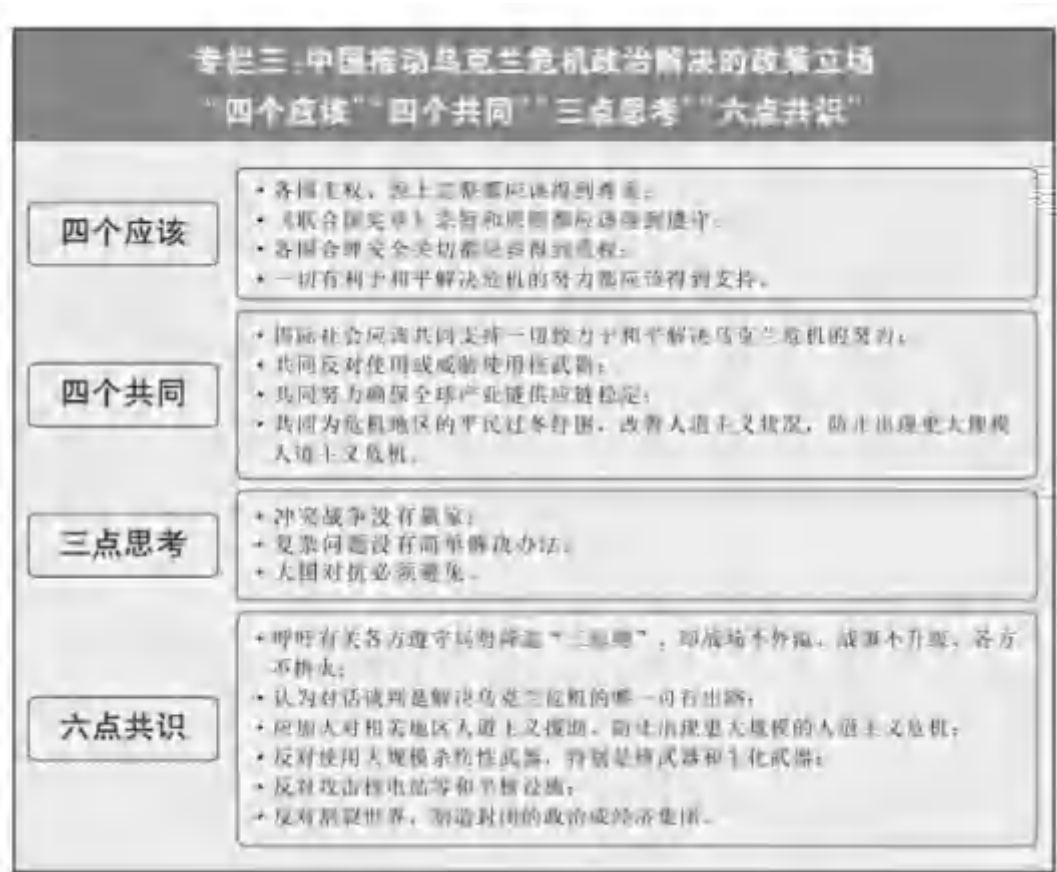 专栏三:中国推动乌克兰危机政治解决的政策立场
“四个应该”“四个共同”“三点思考”“六点共识”
四个应该
• 各国主权、领土完整都应该得到尊重;
• 《联合国宪章》宗旨和原则都应该得到遵守;
• 各国合理安全关切都应该得到重视;
• 一切有利于和平解决危机的努力都应该得到支持。
四个共同
• 国际社会应该共同支持一切致力于和平解决乌克兰危机的努力;
• 共同反对使用或威胁使用核武器;
• 共同努力确保全球产业链供应链稳定;
• 共同为危机地区的平民过冬纾困,改善人道主义状况,防止出现更大规模
人道主义危机。
三点思考
• 冲突战争没有赢家;
• 复杂问题没有简单解决办法;
• 大国对抗必须避免。
六点共识
• 呼吁有关各方遵守局势降温“三原则”,即战场不外溢、战事不升级、各方
不拱火;
• 认为对话谈判是解决乌克兰危机的唯一可行出路;
• 应加大对相关地区人道主义援助,防止出现更大规模的人道主义危机;
• 反对使用大规模杀伤性武器,特别是核武器和生化武器;
• 反对攻击核电站等和平核设施;
• 反对割裂世界,制造封闭的政治或经济集团。